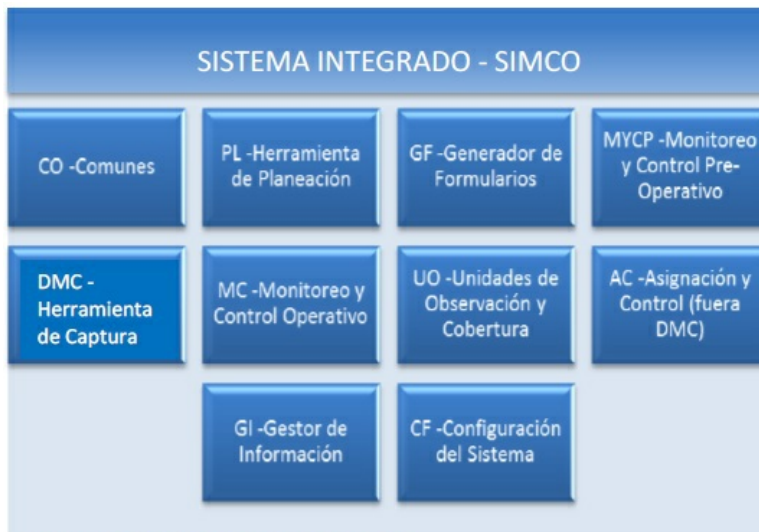 SISTEMA INTEGRADO - SIMCO
CO -Comunes
PL -Herramienta
de Planeación
GF -Generador de
Formularios
MYCP -Monitoreo
y Control Pre-
Operativo
DMC -
Herramienta
de Captura
MC -Monitoreo y
Control Operativo
UO -Unidades de
Observación y
Cobertura
AC -Asignación y
Control (fuera
DMC)
GI -Gestor de
Información
CF -Configuración
del Sistema